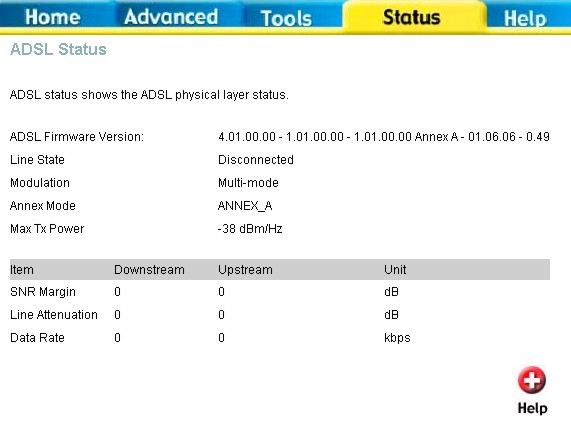 Home Advanced Tools Status Help
ADSL Status
ADSL status shows the ADSL physical layer status.
ADSL Firmware Version: 4.01.00.00 - 1.01.00.00 - 1.01.00.00 Annex A - 01.06.06 - 0.49
Line State Disconnected
Modulation Multi-mode
Annex Mode ANNEX_A
Max Tx Power -38 dBm/Hz
Item Downstream Upstream Unit
SNR Margin 0 0 dB
Line Attenuation 0 0 dB
Data Rate 0 0 kbps
Help